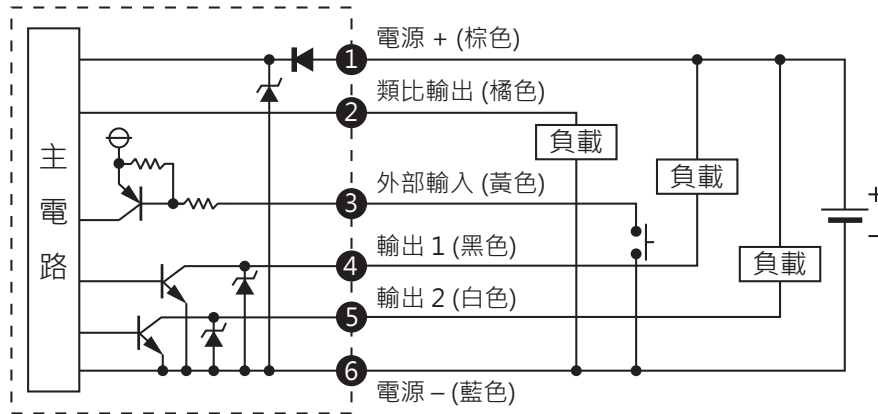 主電路
1 電源 + (棕色)
2 類比輸出 (橘色)
負載
3 外部輸入 (黃色)
負載
4 輸出 1 (黑色)
負載
5 輸出 2 (白色)
6 電源 – (藍色)
+
–